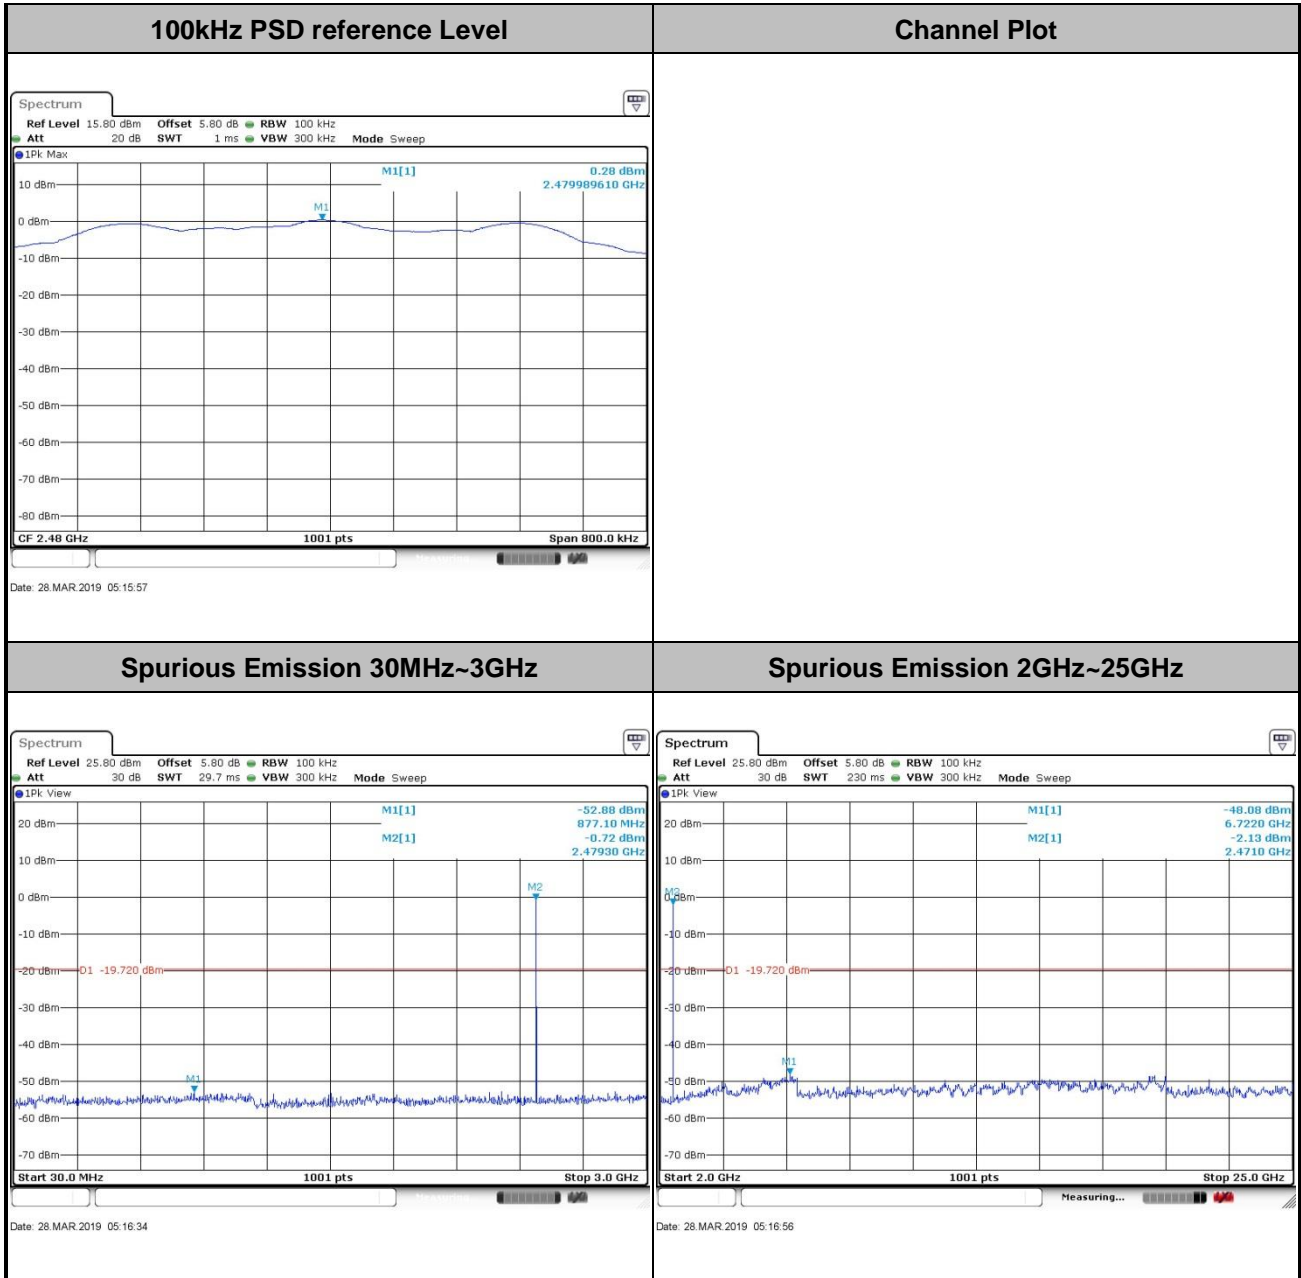 100kHz PSD reference Level
Channel Plot
Spectrum
Ref Level 15.80 dBm Offset 5.80 dB RBW 100 kHz
Att 20 dB SWT 1 ms VBW 300 kHz Mode Sweep
1Pk Max
M1[1] 0.28 dBm
2.479989610 GHz
10 dBm
M1
0 dBm
-10 dBm
-20 dBm
-30 dBm
-40 dBm
-50 dBm
-60 dBm
-70 dBm
-80 dBm
CF 2.48 GHz 1001 pts Span 800.0 kHz
Measuring...
Date: 28.MAR.2019 05:15:57
Spurious Emission 30MHz~3GHz
Spurious Emission 2GHz~25GHz
Spectrum
Ref Level 25.80 dBm Offset 5.80 dB RBW 100 kHz
Att 30 dB SWT 29.7 ms VBW 300 kHz Mode Sweep
1Pk View
M1[1] -52.88 dBm
877.10 MHz
M2[1] -0.72 dBm
2.47930 GHz
20 dBm
10 dBm
M2
0 dBm
-10 dBm
-20 dBm D1 -19.720 dBm
-30 dBm
-40 dBm
M1
-50 dBm
-60 dBm
-70 dBm
Start 30.0 MHz 1001 pts Stop 3.0 GHz
Measuring...
Date: 28.MAR.2019 05:16:34
Spectrum
Ref Level 25.80 dBm Offset 5.80 dB RBW 100 kHz
Att 30 dB SWT 230 ms VBW 300 kHz Mode Sweep
1Pk View
M1[1] -48.08 dBm
6.7220 GHz
M2[1] -2.13 dBm
2.4710 GHz
20 dBm
10 dBm
M2
0 dBm
-10 dBm
-20 dBm D1 -19.720 dBm
-30 dBm
-40 dBm
M1
-50 dBm
-60 dBm
-70 dBm
Start 2.0 GHz 1001 pts Stop 25.0 GHz
Measuring...
Date: 28.MAR.2019 05:16:56